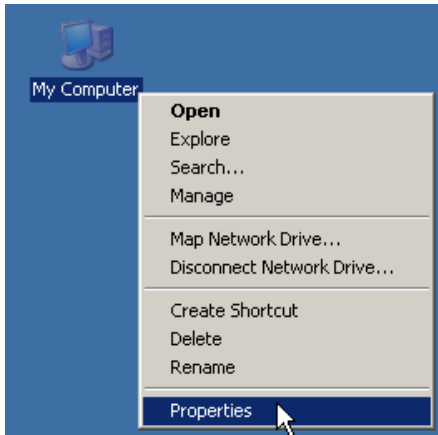 My Computer
Open
Explore
Search...
Manage
Map Network Drive...
Disconnect Network Drive...
Create Shortcut
Delete
Rename
Properties